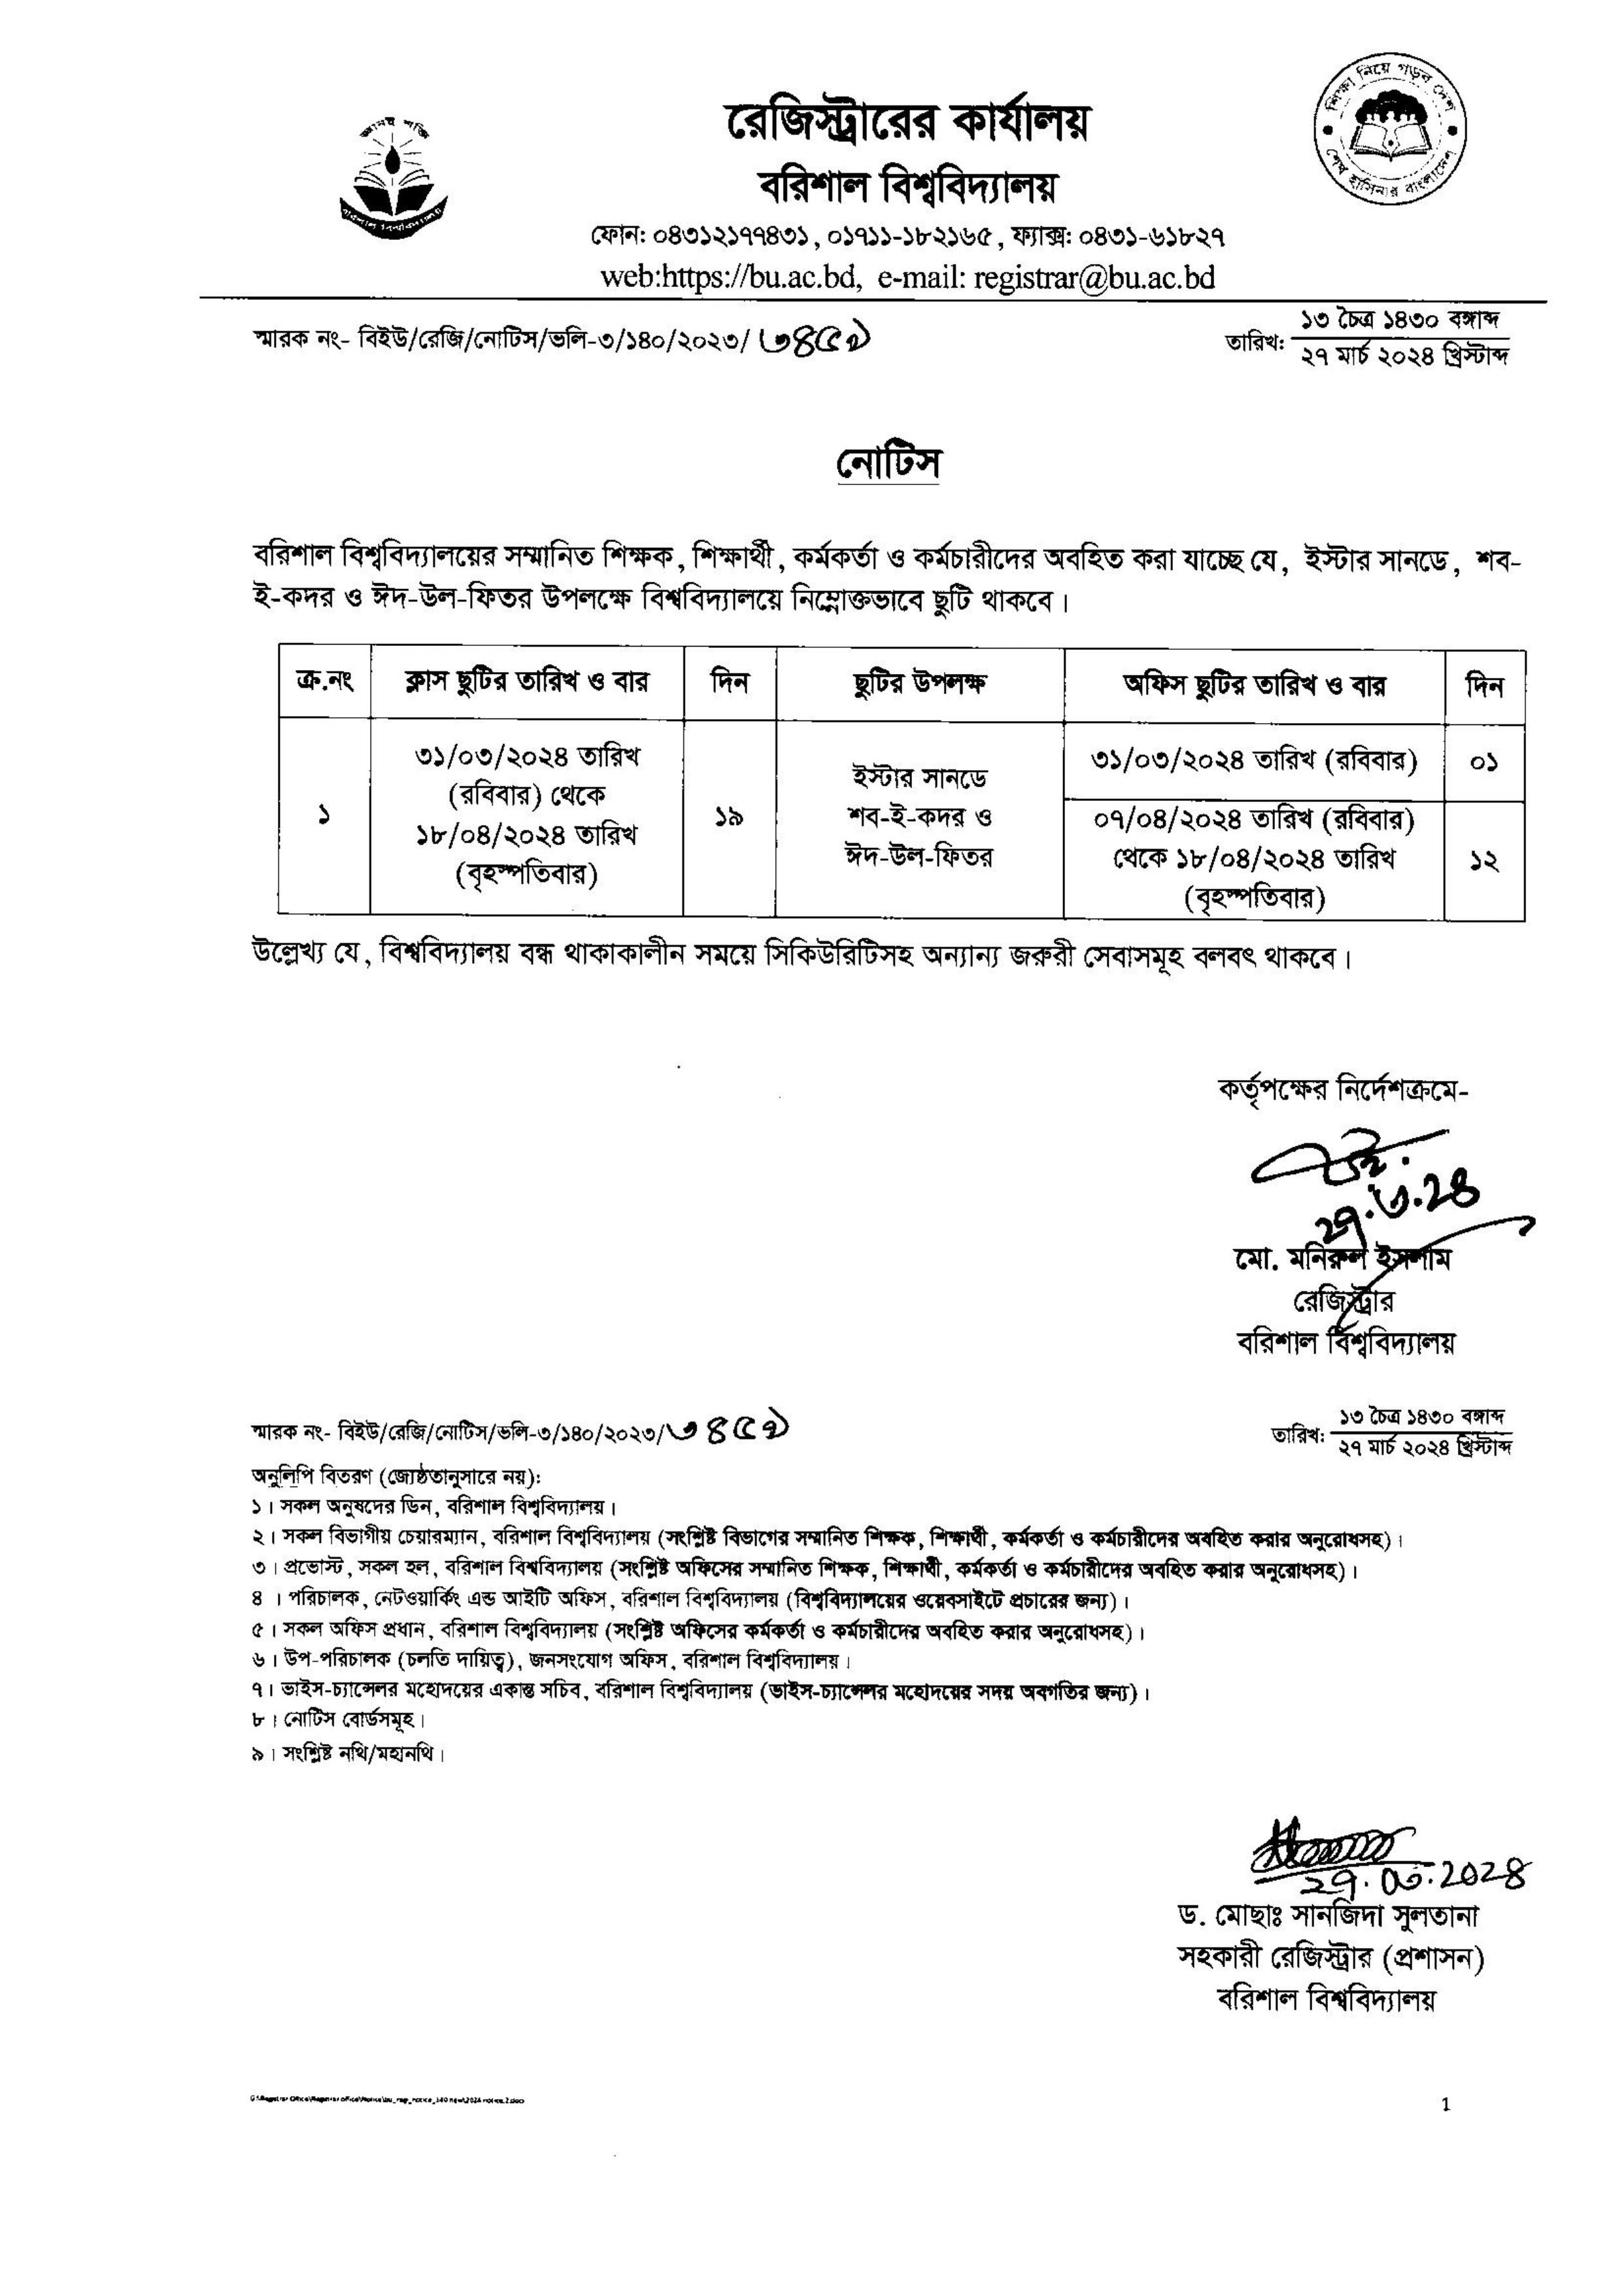 শিক্ষা নিয়ে গড়ব দেশ
শেখ হাসিনার বাংলাদেশ
রেজিস্ট্রারের কার্যালয়
বরিশাল বিশ্ববিদ্যালয়
ফোন: ০৪৩১২১৭৭৪৩১, ০১৭১১-১৮২১৬৫, ফ্যাক্স: ০৪৩১-৬১৮২৭
web:https://bu.ac.bd, e-mail: registrar@bu.ac.bd
স্মারক নং- বিইউ/রেজি/নোটিস/ভলি-৩/১৪০/২০২৩/
তারিখ: ১৩ চৈত্র ১৪৩০ বঙ্গাব্দ
২৭ মার্চ ২০২৪ খ্রিস্টাব্দ
নোটিস
বরিশাল বিশ্ববিদ্যালয়ের সম্মানিত শিক্ষক, শিক্ষার্থী, কর্মকর্তা ও কর্মচারীদের অবহিত করা যাচ্ছে যে, ইস্টার সানডে, শব-
ই-কদর ও ঈদ-উল-ফিতর উপলক্ষে বিশ্ববিদ্যালয়ে নিম্নোক্তভাবে ছুটি থাকবে।
ক্র.নং ক্লাস ছুটির তারিখ ও বার দিন ছুটির উপলক্ষ অফিস ছুটির তারিখ ও বার দিন
১
৩১/০৩/২০২৪ তারিখ
(রবিবার) থেকে
১৮/০৪/২০২৪ তারিখ
(বৃহস্পতিবার)
১৯
ইস্টার সানডে
শব-ই-কদর ও
ঈদ-উল-ফিতর
৩১/০৩/২০২৪ তারিখ (রবিবার) ০১
০৭/০৪/২০২৪ তারিখ (রবিবার)
থেকে ১৮/০৪/২০২৪ তারিখ
(বৃহস্পতিবার)
১২
উল্লেখ্য যে, বিশ্ববিদ্যালয় বন্ধ থাকাকালীন সময়ে সিকিউরিটিসহ অন্যান্য জরুরী সেবাসমূহ বলবৎ থাকবে।
কর্তৃপক্ষের নির্দেশক্রমে-
২৭.৩.২৪
মো. মনিরুল ইসলাম
রেজিস্ট্রার
বরিশাল বিশ্ববিদ্যালয়
স্মারক নং- বিইউ/রেজি/নোটিস/ভলি-৩/১৪০/২০২৩/
তারিখ: ১৩ চৈত্র ১৪৩০ বঙ্গাব্দ
২৭ মার্চ ২০২৪ খ্রিস্টাব্দ
অনুলিপি বিতরণ (জ্যেষ্ঠতানুসারে নয়):
১। সকল অনুষদের ডিন, বরিশাল বিশ্ববিদ্যালয়।
২। সকল বিভাগীয় চেয়ারম্যান, বরিশাল বিশ্ববিদ্যালয় (সংশ্লিষ্ট বিভাগের সম্মানিত শিক্ষক, শিক্ষার্থী, কর্মকর্তা ও কর্মচারীদের অবহিত করার অনুরোধসহ)।
৩। প্রভোস্ট, সকল হল, বরিশাল বিশ্ববিদ্যালয় (সংশ্লিষ্ট অফিসের সম্মানিত শিক্ষক, শিক্ষার্থী, কর্মকর্তা ও কর্মচারীদের অবহিত করার অনুরোধসহ)।
৪। পরিচালক, নেটওয়ার্কিং এন্ড আইটি অফিস, বরিশাল বিশ্ববিদ্যালয় (বিশ্ববিদ্যালয়ের ওয়েবসাইটে প্রচারের জন্য)।
৫। সকল অফিস প্রধান, বরিশাল বিশ্ববিদ্যালয় (সংশ্লিষ্ট অফিসের কর্মকর্তা ও কর্মচারীদের অবহিত করার অনুরোধসহ)।
৬। উপ-পরিচালক (চলতি দায়িত্ব), জনসংযোগ অফিস, বরিশাল বিশ্ববিদ্যালয়।
৭। ভাইস-চ্যান্সেলর মহোদয়ের একান্ত সচিব, বরিশাল বিশ্ববিদ্যালয় (ভাইস-চ্যান্সেলর মহোদয়ের সদয় অবগতির জন্য)।
৮। নোটিস বোর্ডসমূহ।
৯। সংশ্লিষ্ট নথি/মহানথি।
২৭.০৩.২০২৪
ড. মোছাঃ সানজিদা সুলতানা
সহকারী রেজিস্ট্রার (প্রশাসন)
বরিশাল বিশ্ববিদ্যালয়
1